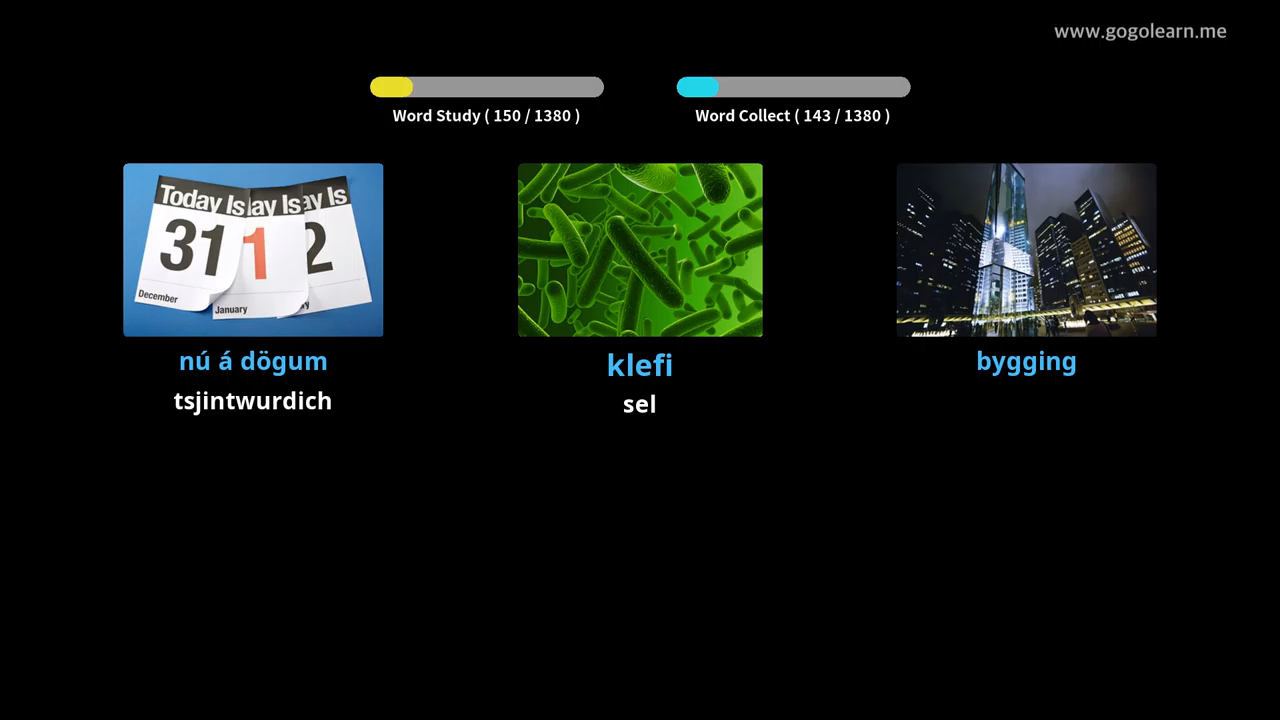 www.gogolearn.me
Word Study ( 150 / 1380 )
Word Collect ( 143 / 1380 )
Today Is
ay Is
ay Is
31
1
2
December
January
ry
nú á dögum
klefi
bygging
tsjintwurdich
sel